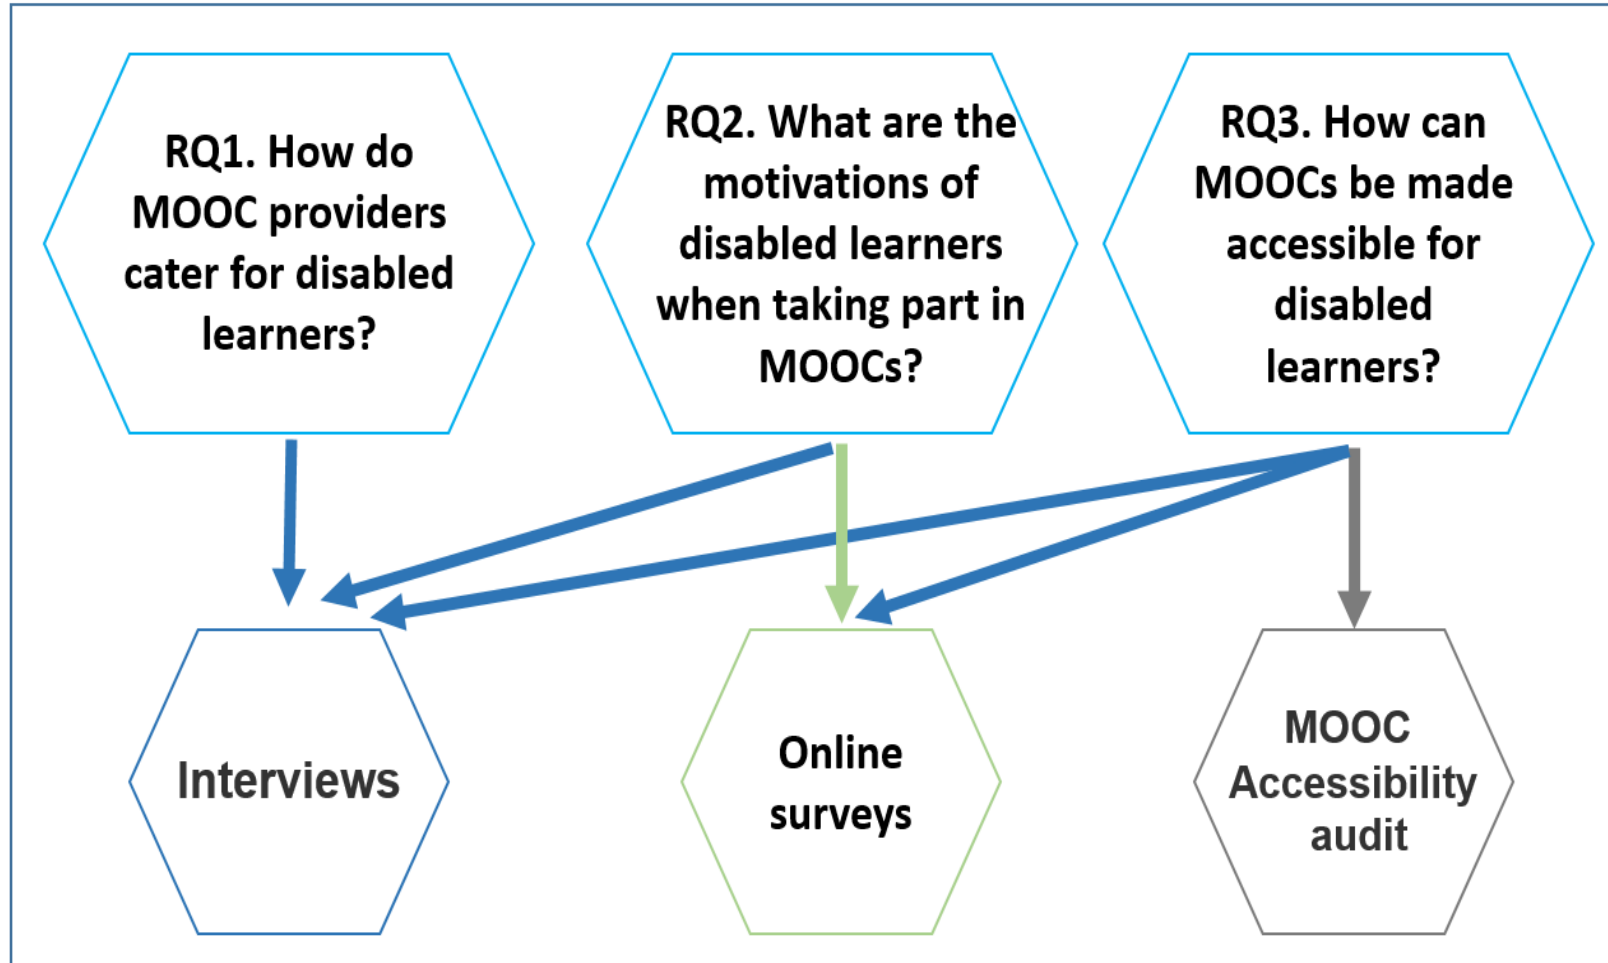 RQ1. How do
MOOC providers
cater for disabled
learners?
RQ2. What are the
motivations of
disabled learners
when taking part in
MOOCs?
RQ3. How can
MOOCs be made
accessible for
disabled
learners?
Interviews
Online
surveys
MOOC
Accessibility
audit